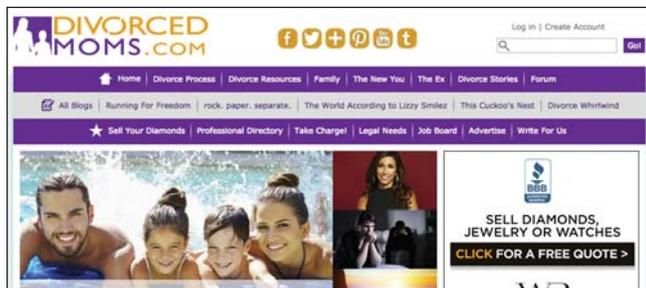 DIVORCED
MOMS.COM
Log in | Create Account
Go!
Home | Divorce Process | Divorce Resources | Family | The New You | The Ex | Divorce Stories | Forum
All Blogs | Running For Freedom | rock. paper. separate. | The World According to Lizzy Smilez | This Cuckoo's Nest | Divorce Whirlwind
Sell Your Diamonds | Professional Directory | Take Charge! | Legal Needs | Job Board | Advertise | Write For Us
BBB
SELL DIAMONDS,
JEWELRY OR WATCHES
CLICK FOR A FREE QUOTE >